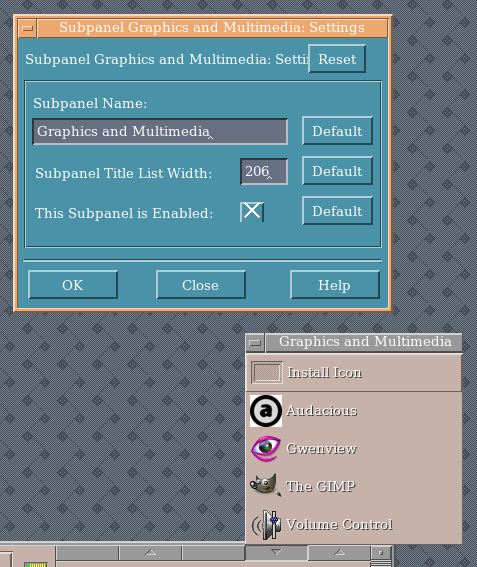 Subpanel Graphics and Multimedia: Settings
Subpanel Graphics and Multimedia: Settin
Reset
Subpanel Name:
Graphics and Multimedia
Default
Subpanel Title List Width:
206
Default
This Subpanel is Enabled:
Default
OK
Close
Help
Graphics and Multimedia
Install Icon
a
Audacious
Gwenview
The GIMP
Volume Control